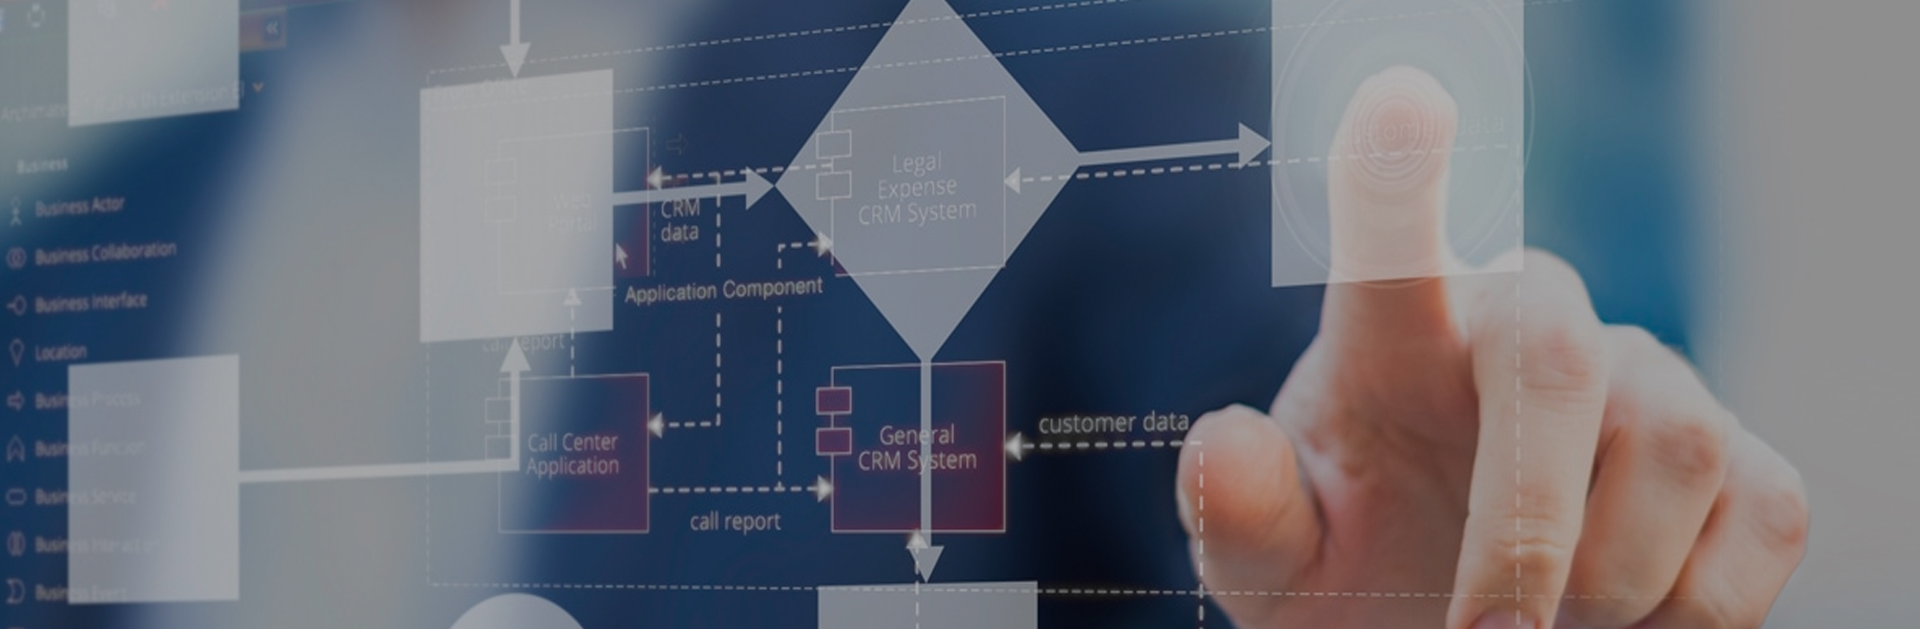 Business
Business Actor
Business Collaboration
Business Interface
Location
Business Process
Business Function
Business Service
Business Interaction
Business Event
Web
Portal
CRM
data
Legal
Expense
CRM System
customer data
Application Component
call report
Call Center
Application
General
CRM System
customer data
call report